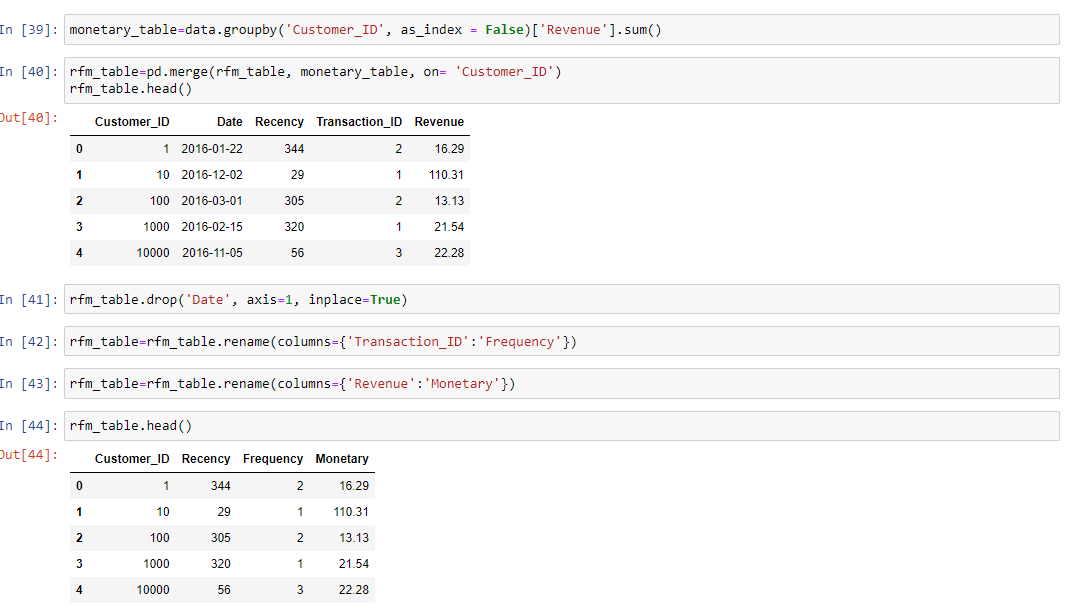 In [39]: monetary_table=data.groupby('Customer_ID', as_index = False)['Revenue'].sum()
In [40]: rfm_table=pd.merge(rfm_table, monetary_table, on= 'Customer_ID')
rfm_table.head()
Out[40]:
Customer_ID Date Recency Transaction_ID Revenue
0 1 2016-01-22 344 2 16.29
1 10 2016-12-02 29 1 110.31
2 100 2016-03-01 305 2 13.13
3 1000 2016-02-15 320 1 21.54
4 10000 2016-11-05 56 3 22.28
In [41]: rfm_table.drop('Date', axis=1, inplace=True)
In [42]: rfm_table=rfm_table.rename(columns={'Transaction_ID':'Frequency'})
In [43]: rfm_table=rfm_table.rename(columns={'Revenue':'Monetary'})
In [44]: rfm_table.head()
Out[44]:
Customer_ID Recency Frequency Monetary
0 1 344 2 16.29
1 10 29 1 110.31
2 100 305 2 13.13
3 1000 320 1 21.54
4 10000 56 3 22.28